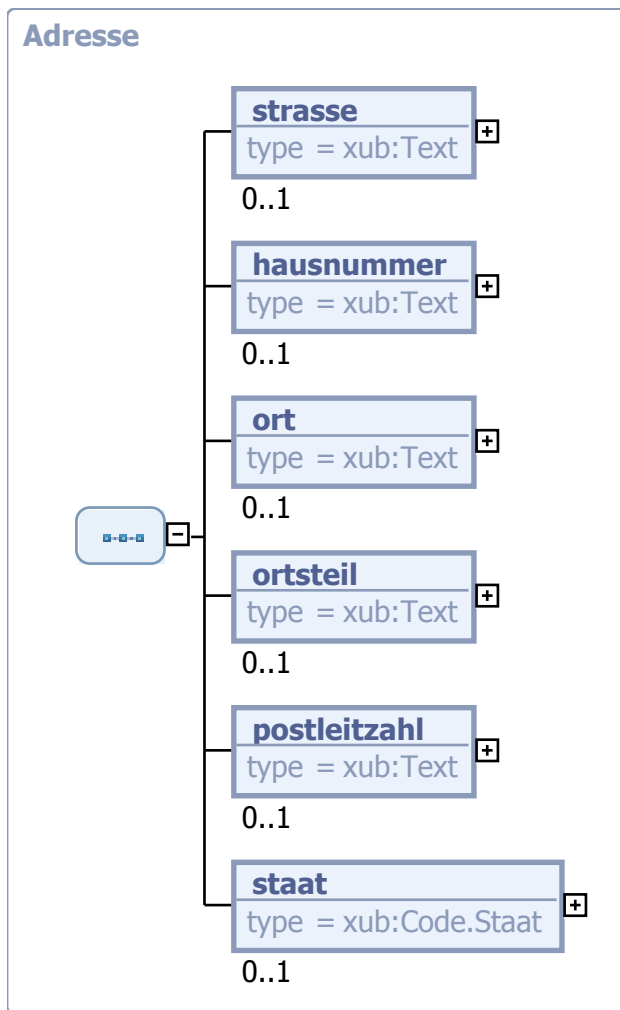 Adresse
strasse
type = xub:Text
0..1
hausnummer
type = xub:Text
0..1
ort
type = xub:Text
0..1
ortsteil
type = xub:Text
0..1
postleitzahl
type = xub:Text
0..1
staat
type = xub:Code.Staat
0..1